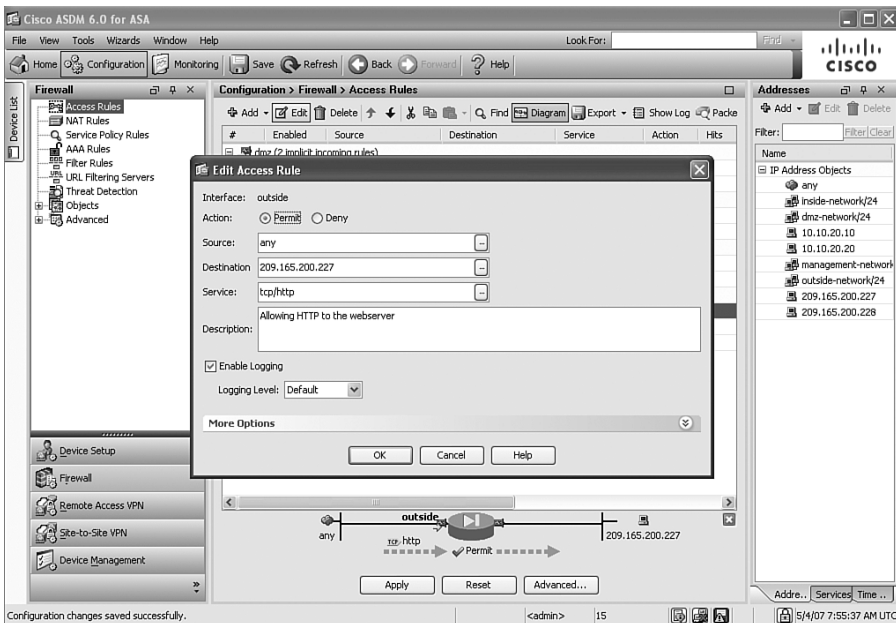 Cisco ASDM 6.0 for ASA
File View Tools Wizards Window Help
Look For:
Find
Home Configuration Monitoring Save Refresh Back Forward Help
CISCO
Device List
Firewall
Access Rules
NAT Rules
Service Policy Rules
AAA Rules
Filter Rules
URL Filtering Servers
Threat Detection
Objects
Advanced
Device Setup
Firewall
Remote Access VPN
Site-to-Site VPN
Device Management
Configuration > Firewall > Access Rules
Add Edit Delete Find Diagram Export Show Log Packe
# Enabled Source Destination Service Action Hits
dmz (2 implicit incoming rules)
Edit Access Rule
Interface: outside
Action: Permit Deny
Source: any
Destination 209.165.200.227
Service: tcp/http
Description: Allowing HTTP to the webserver
Enable Logging
Logging Level: Default
More Options
OK Cancel Help
outside
any
TCP http
Permit
209.165.200.227
Apply Reset Advanced...
Addresses
Add Edit Delete
Filter: Filter Clear
Name
IP Address Objects
any
inside-network/24
dmz-network/24
10.10.20.10
10.10.20.20
management-network
outside-network/24
209.165.200.227
209.165.200.228
Addre.. Services Time ..
Configuration changes saved successfully.
<admin> 15
5/4/07 7:55:37 AM UTC